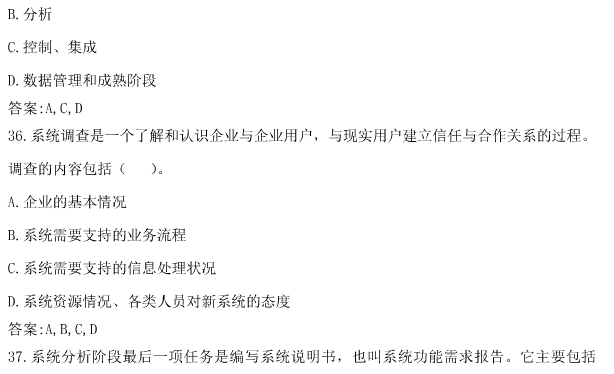 B.分析
C.控制、集成
D.数据管理和成熟阶段
答案:A,C,D
36.系统调查是一个了解和认识企业与企业用户，与现实用户建立信任与合作关系的过程。
调查的内容包括（　　）。
A.企业的基本情况
B.系统需要支持的业务流程
C.系统需要支持的信息处理状况
D.系统资源情况、各类人员对新系统的态度
答案:A,B,C,D
37.系统分析阶段最后一项任务是编写系统说明书，也叫系统功能需求报告。它主要包括